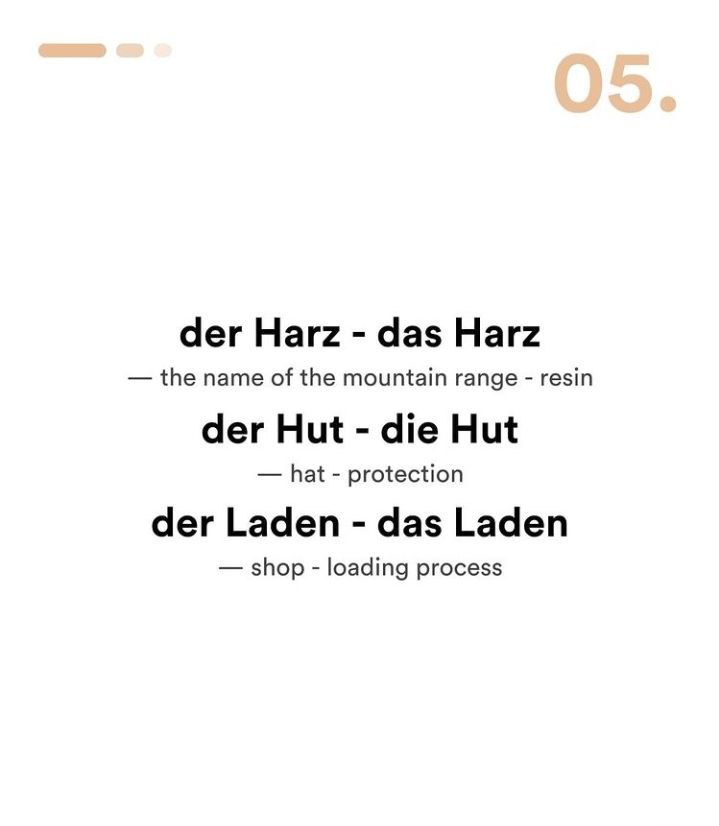 05.
der Harz - das Harz
— the name of the mountain range - resin
der Hut - die Hut
— hat - protection
der Laden - das Laden
— shop - loading process